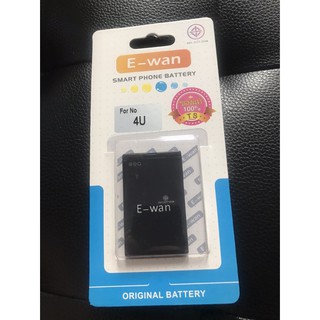 E-wan
SMART PHONE BATTERY
For No
4U
100%
T.S
E-wan
ORIGINAL BATTERY